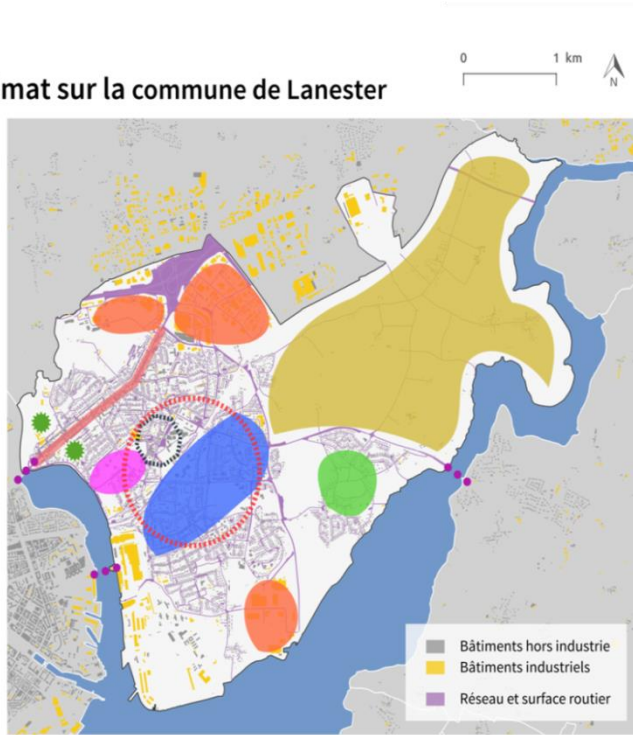 0 1 km
N
mat sur la commune de Lanester
Bâtiments hors industrie
Bâtiments industriels
Réseau et surface routier